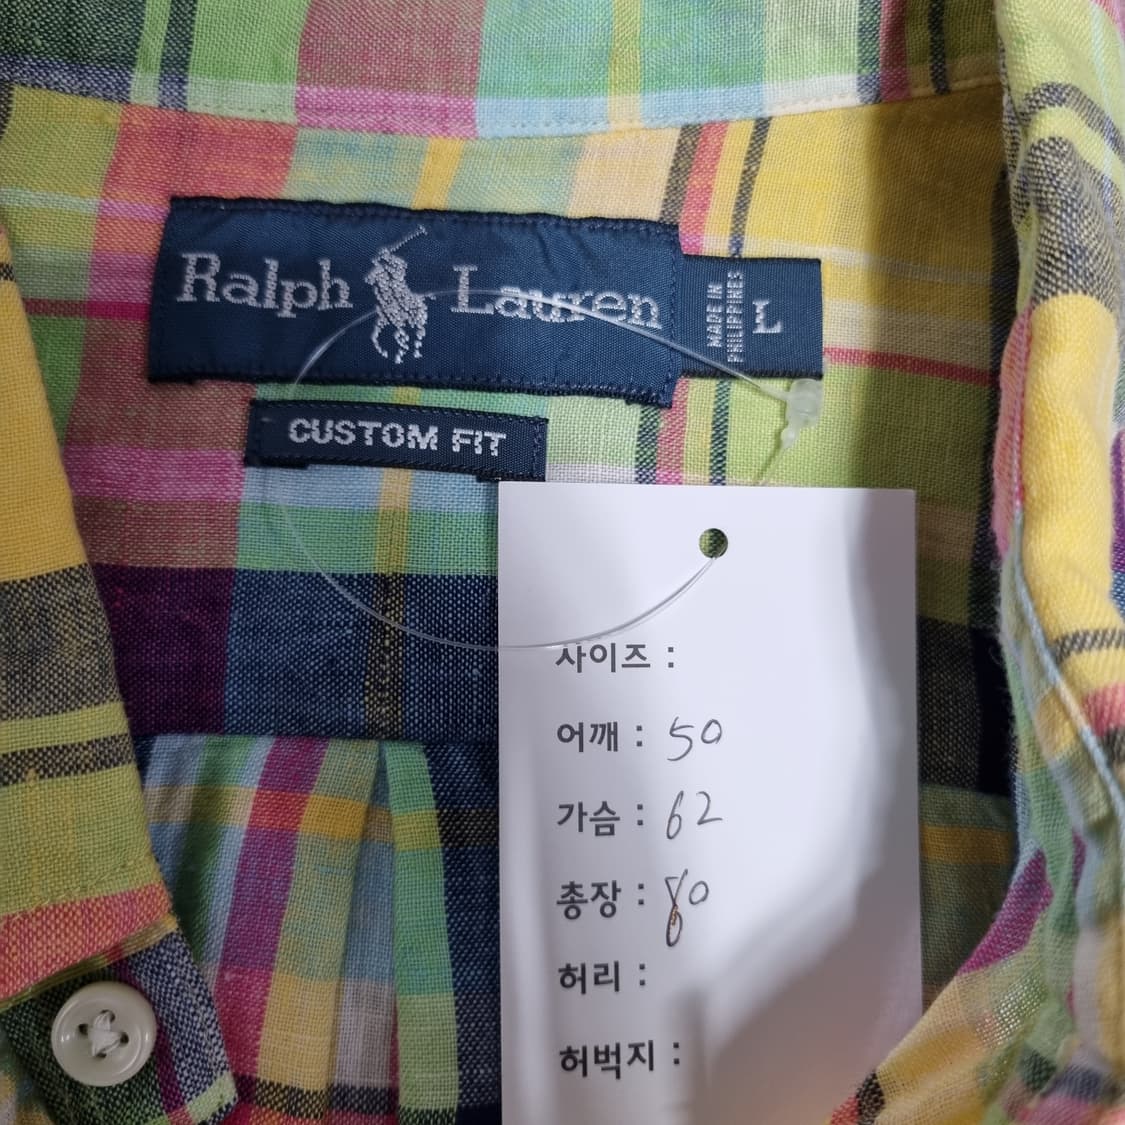 Ralph Lauren
MADE IN
PHILIPPINES
L
CUSTOM FIT
사이즈 :
어깨 : 50
가슴 : 62
총장 : 80
허리 :
허벅지 :